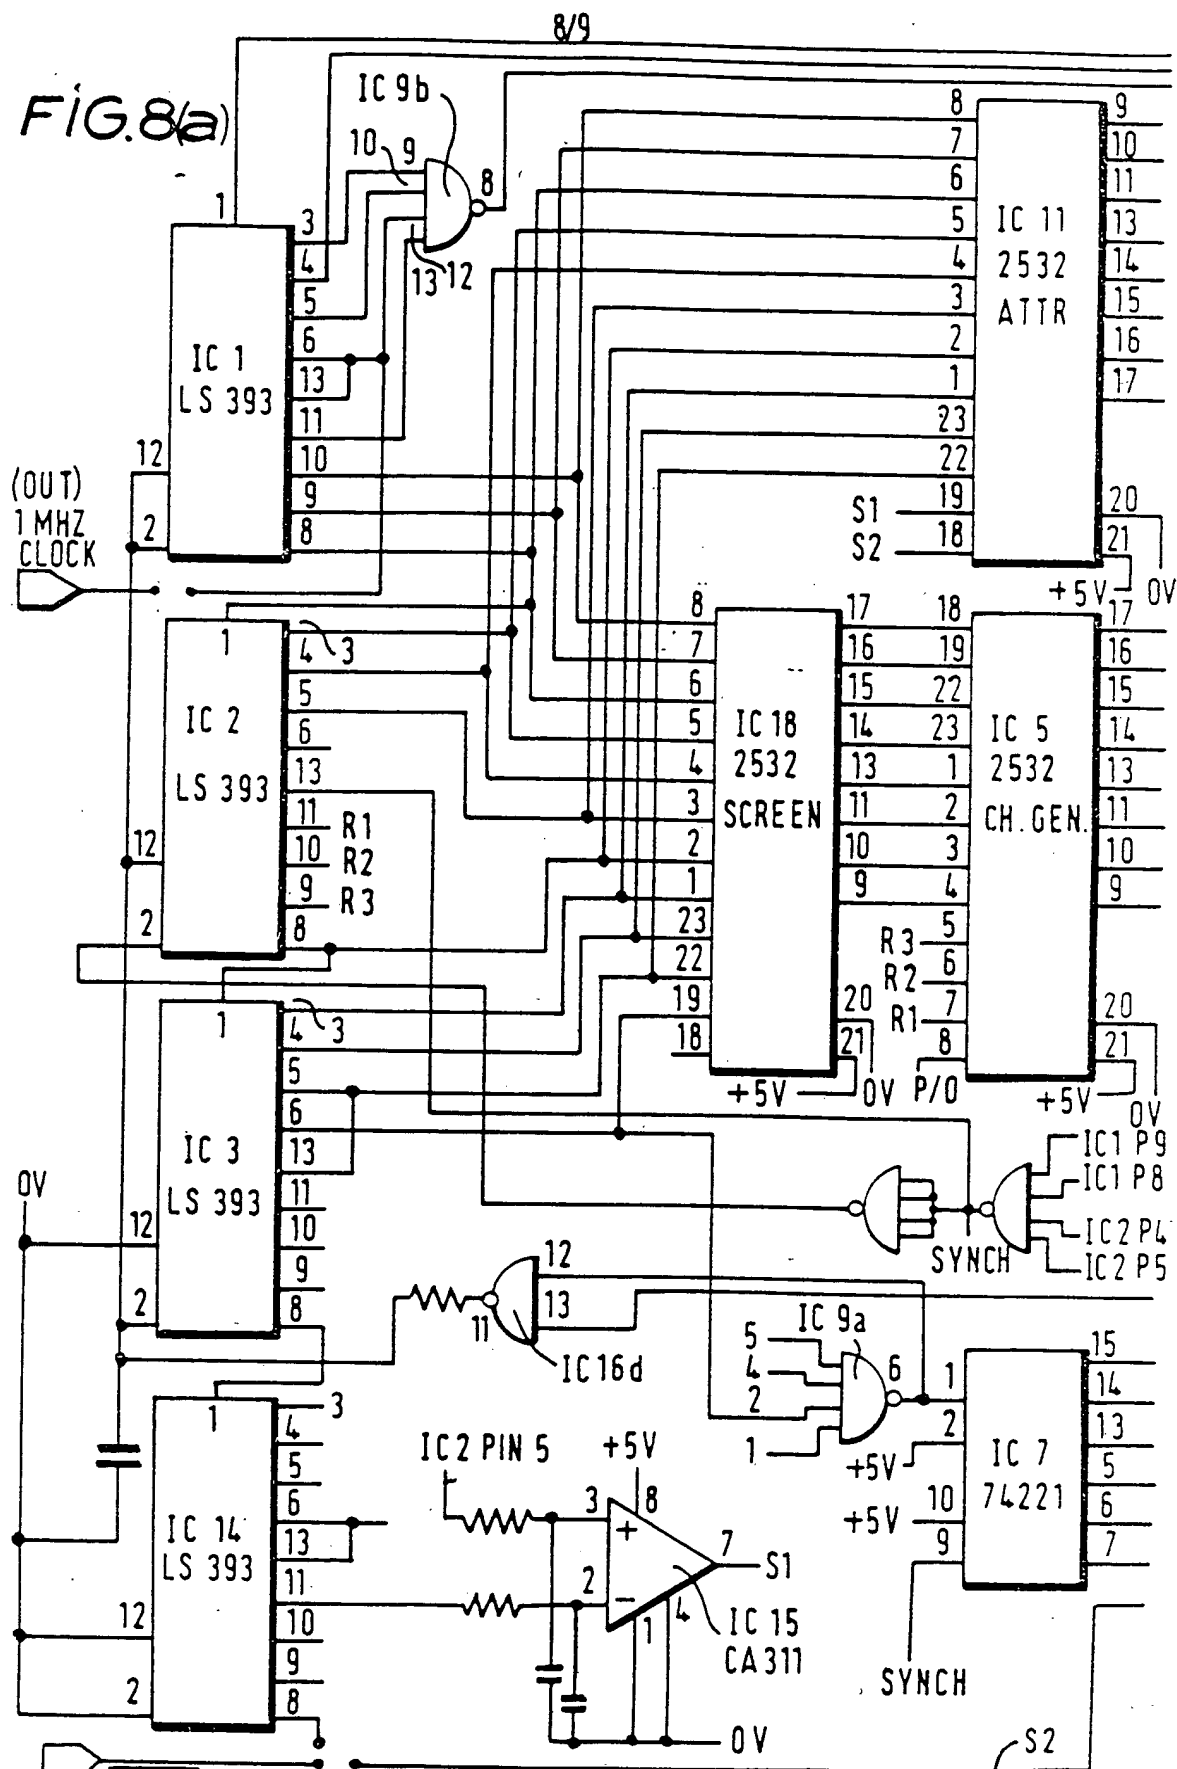 8/9
FIG.8(a)
IC 9b
10 9
8
13 12
1
3
4
5
6
13
11
10
9
8
IC 1
LS 393
12
2
(OUT)
1 MHZ
CLOCK
8
7
6
5
4
3
2
1
23
22
S1 19
S2 18
IC 11
2532
ATTR
9
10
11
13
14
15
16
17
20
21
+5V 0V
1
4 3
5
6
13
11 R1
10 R2
9 R3
8
IC 2
LS 393
12
2
8
7
6
5
4
3
2
1
23
22
19
18
IC 18
2532
SCREEN
17
16
15
14
13
11
10
9
20
21
+5V 0V
18
19
22
23
1
2
3
4
R3 5
R2 6
R1 7
8
P/O
IC 5
2532
CH. GEN.
17
16
15
14
13
11
10
9
20
21
+5V 0V
1
4 3
5
6
13
11
10
9
8
IC 3
LS 393
0V
12
2
IC1 P9
IC1 P8
IC2 P4
IC2 P5
SYNCH
12
13
11
IC16d
IC 9a
5
4
2
1
6
1
2
+5V
10
+5V
9
IC 7
74221
15
14
13
5
6
7
SYNCH
1
3
4
5
6
13
11
10
9
8
IC 14
LS 393
12
2
IC2 PIN 5
+5V
3
8
+
2
−
7
S1
1
4
IC 15
CA311
0V
S2